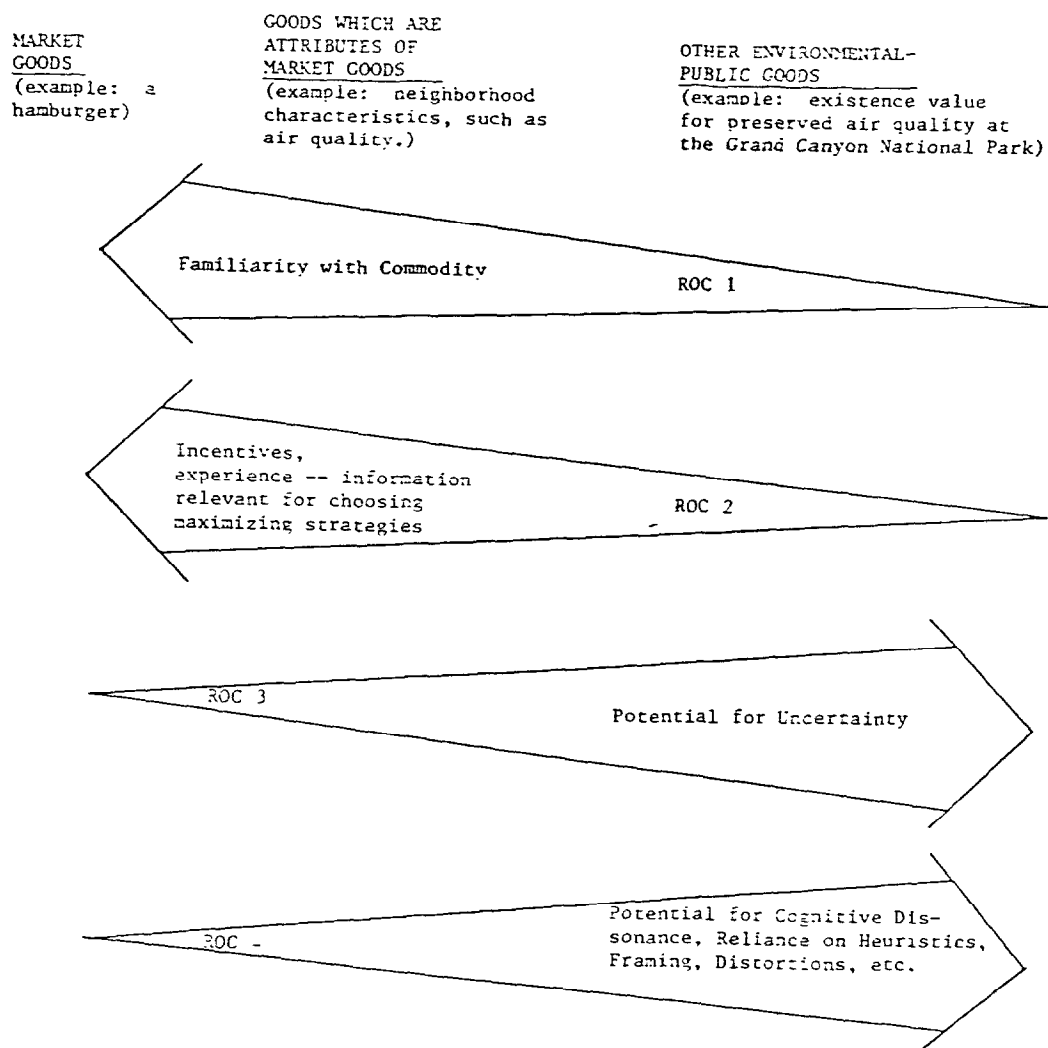 MARKET
GOODS
(example: a
hamburger)
GOODS WHICH ARE
ATTRIBUTES OF
MARKET GOODS
(example: neighborhood
characteristics, such as
air quality.)
OTHER ENVIRONMENTAL-
PUBLIC GOODS
(example: existence value
for preserved air quality at
the Grand Canyon National Park)
Familiarity with Commodity
ROC 1
Incentives,
experience -- information
relevant for choosing
maximizing strategies
ROC 2
ROC 3
Potential for Uncertainty
ROC
Potential for Cognitive Dis-
sonance, Reliance on Heuristics,
Framing, Distortions, etc.